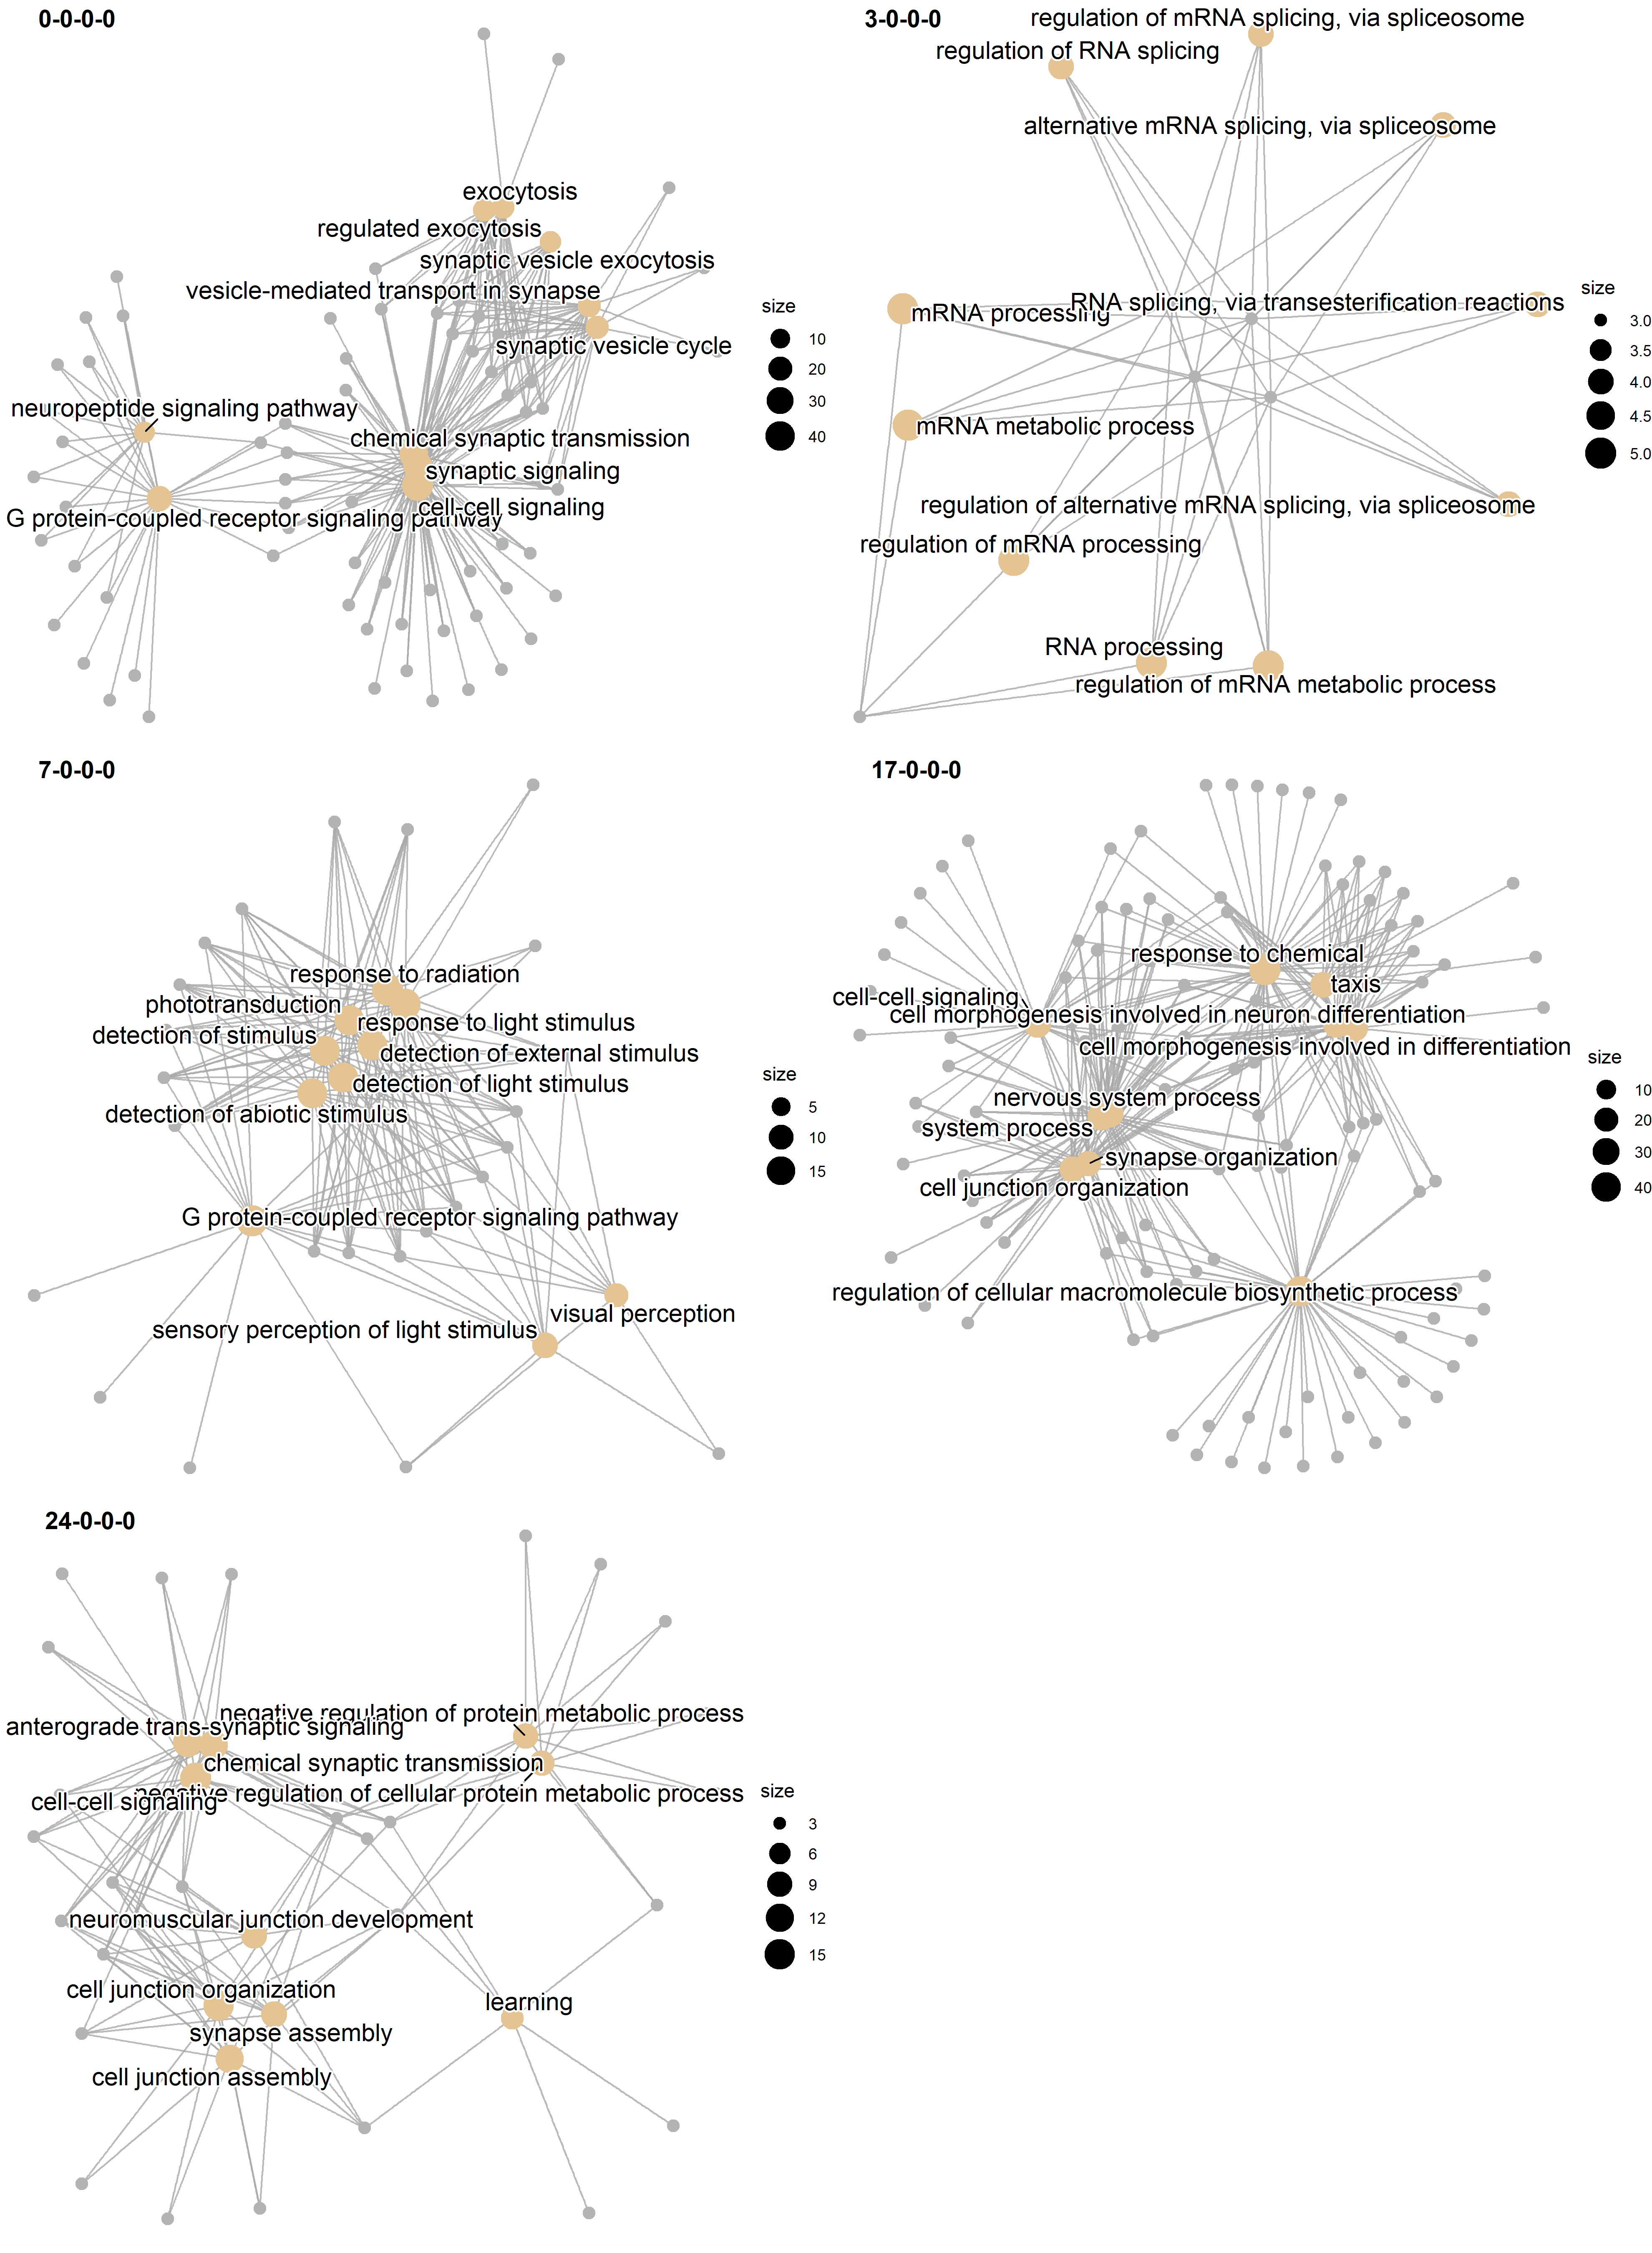 0-0-0-0
exocytosis
regulated exocytosis
synaptic vesicle exocytosis
vesicle-mediated transport in synapse
synaptic vesicle cycle
neuropeptide signaling pathway
chemical synaptic transmission
synaptic signaling
cell-cell signaling
G protein-coupled receptor signaling pathway
size
10
20
30
40
3-0-0-0
regulation of mRNA splicing, via spliceosome
regulation of RNA splicing
alternative mRNA splicing, via spliceosome
RNA splicing, via transesterification reactions
mRNA processing
mRNA metabolic process
regulation of alternative mRNA splicing, via spliceosome
regulation of mRNA processing
RNA processing
regulation of mRNA metabolic process
size
3.0
3.5
4.0
4.5
5.0
7-0-0-0
response to radiation
phototransduction
response to light stimulus
detection of stimulus
detection of external stimulus
detection of light stimulus
detection of abiotic stimulus
G protein-coupled receptor signaling pathway
visual perception
sensory perception of light stimulus
size
5
10
15
17-0-0-0
response to chemical
taxis
cell-cell signaling
cell morphogenesis involved in neuron differentiation
cell morphogenesis involved in differentiation
nervous system process
system process
synapse organization
cell junction organization
regulation of cellular macromolecule biosynthetic process
size
10
20
30
40
24-0-0-0
negative regulation of protein metabolic process
anterograde trans-synaptic signaling
chemical synaptic transmission
negative regulation of cellular protein metabolic process
cell-cell signaling
neuromuscular junction development
cell junction organization
learning
synapse assembly
cell junction assembly
size
3
6
9
12
15